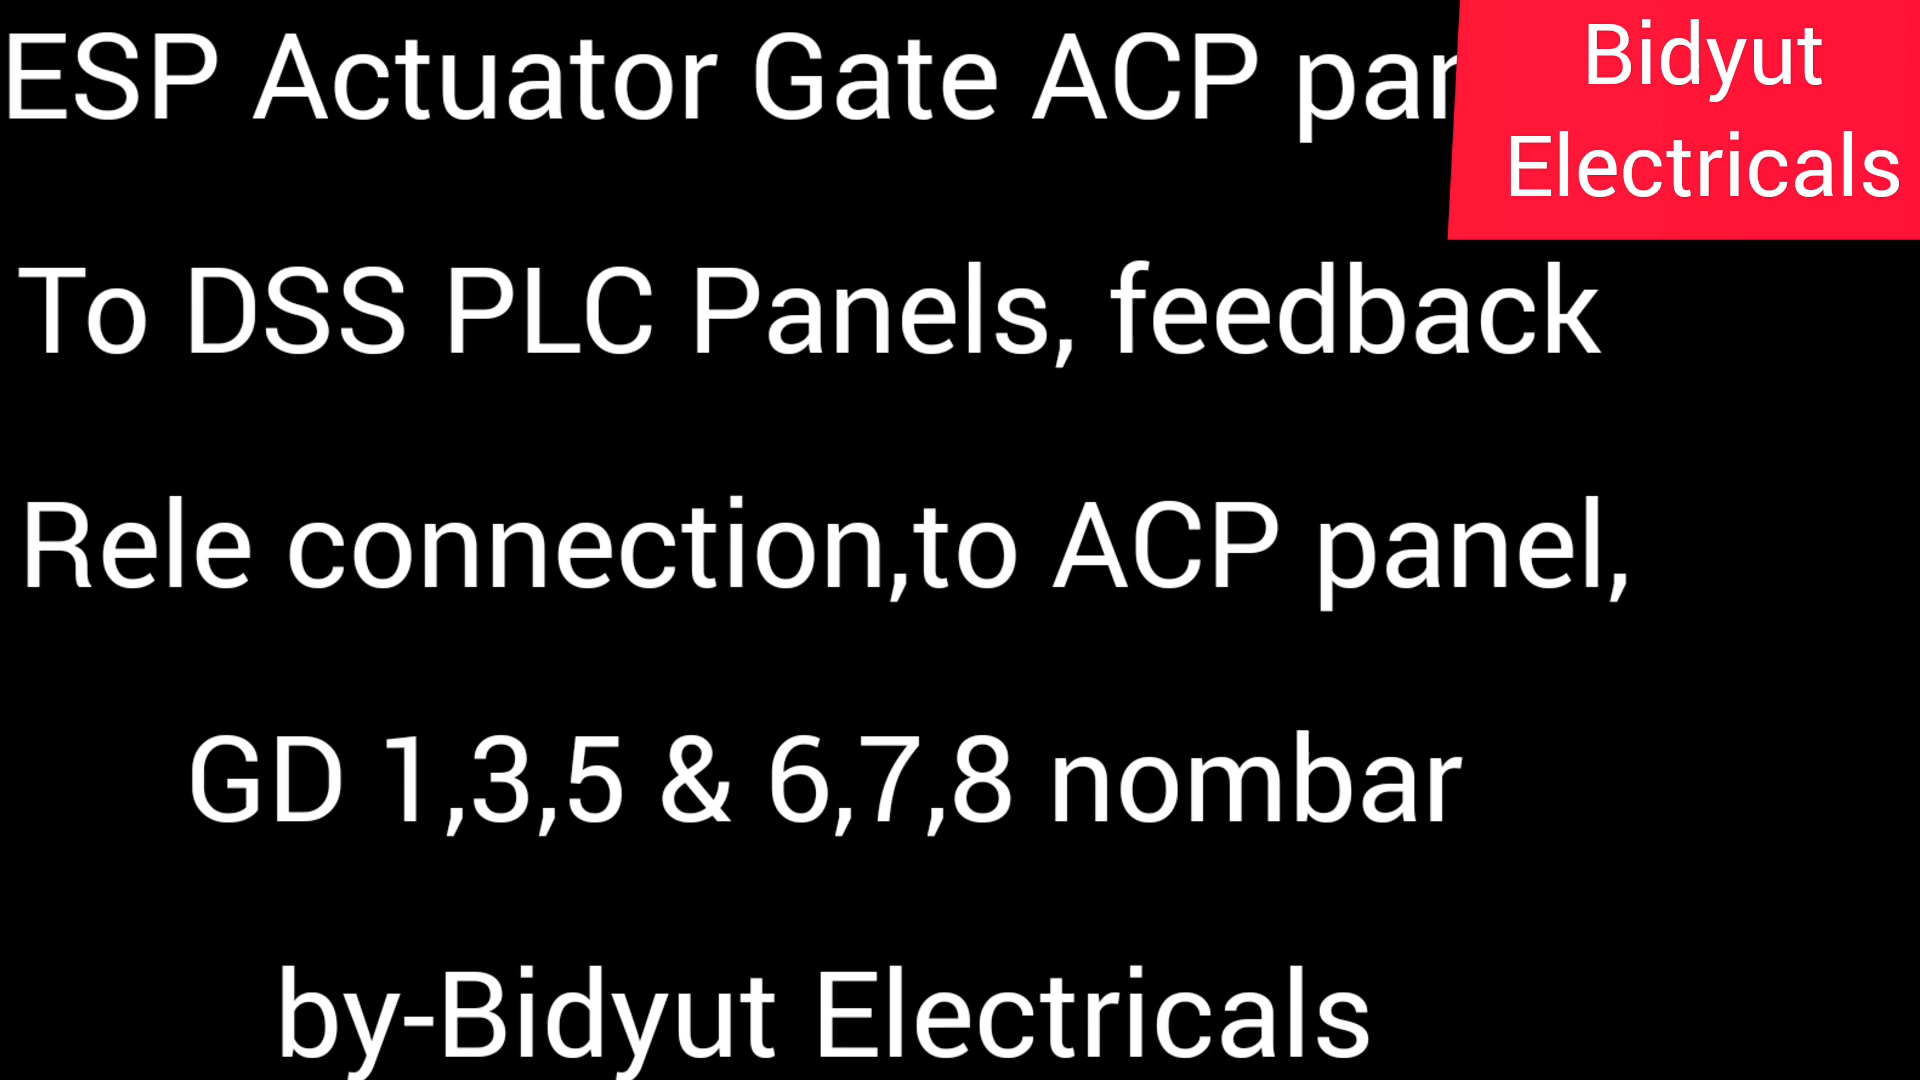 ESP Actuator Gate ACP
To DSS PLC Panels, feedback
Rele connection,to ACP panel,
GD 1,3,5 & 6,7,8 nombar
by-Bidyut Electricals
Bidyut
Electricals